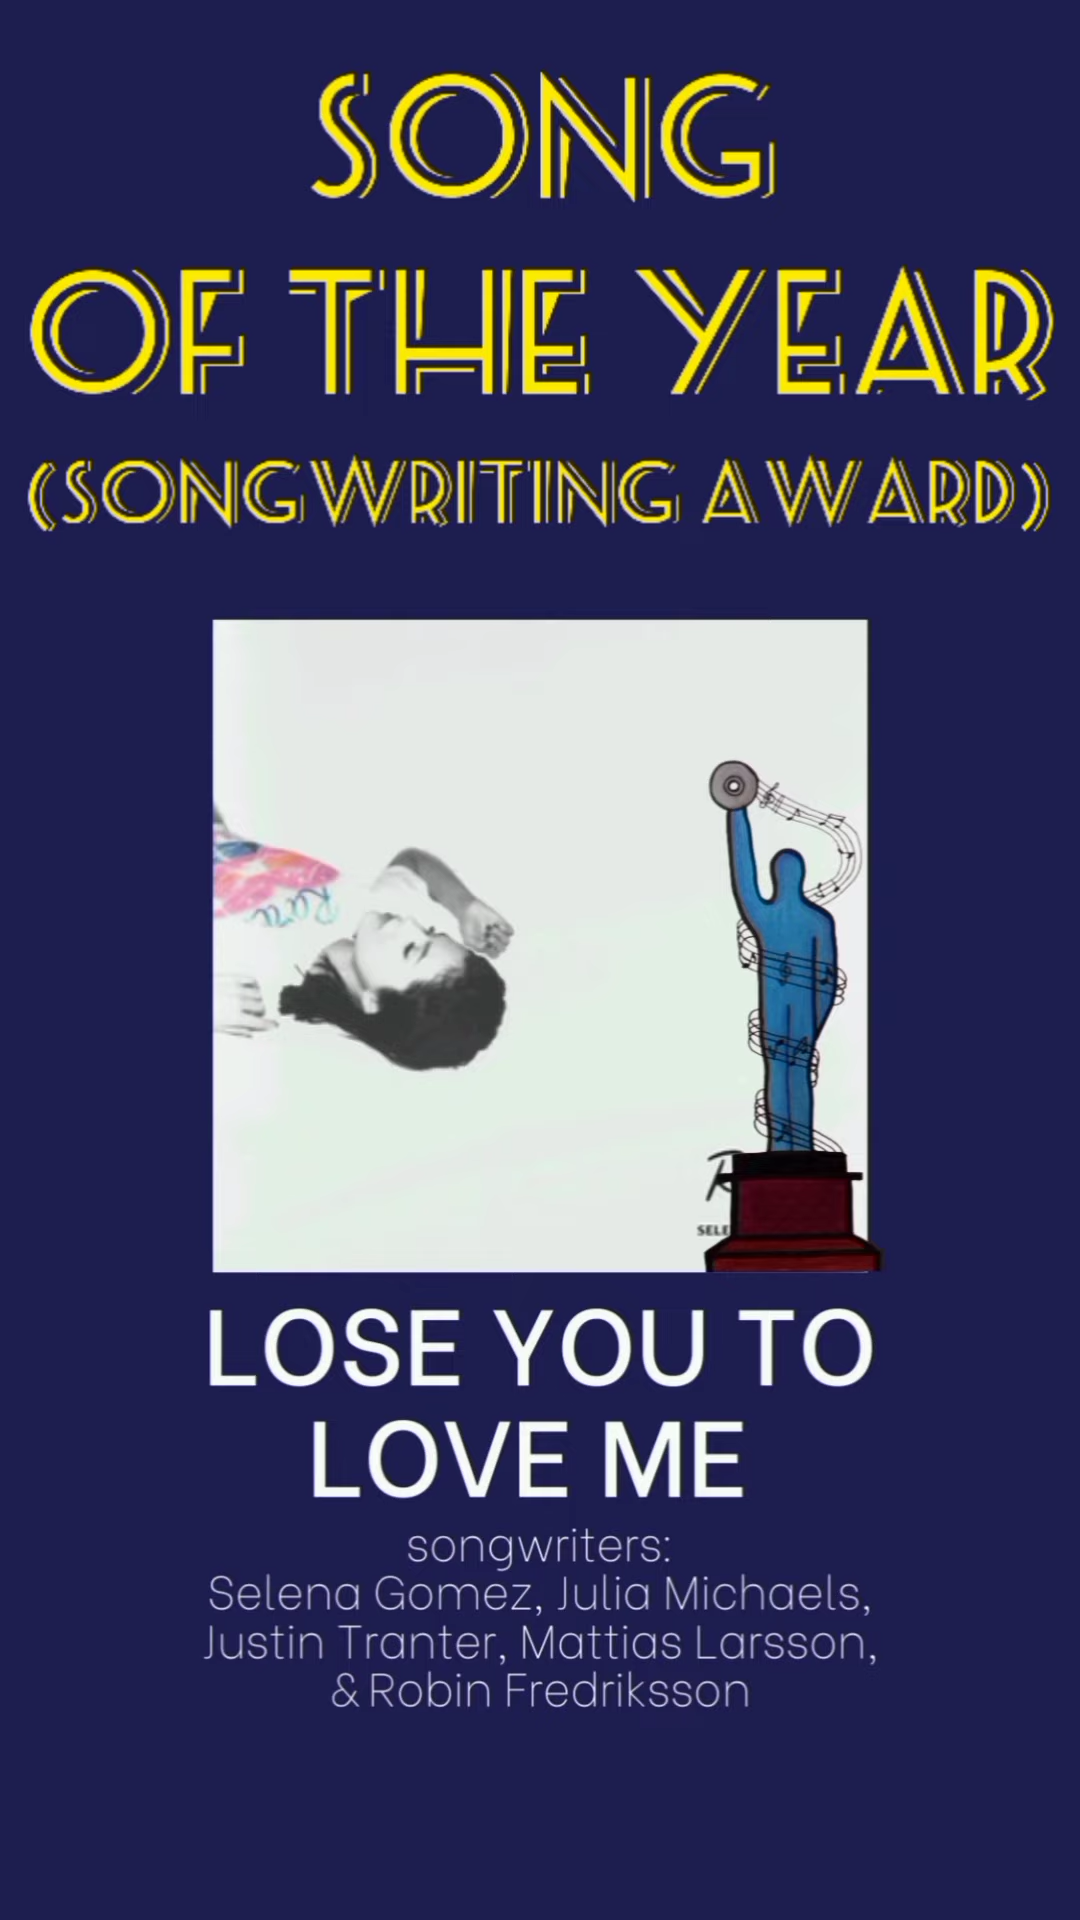 SONG
OF THE YEAR
(SONGWRITING AWARD)
Rare
LOSE YOU TO
LOVE ME
songwriters:
Selena Gomez, Julia Michaels,
Justin Tranter, Mattias Larsson,
& Robin Fredriksson